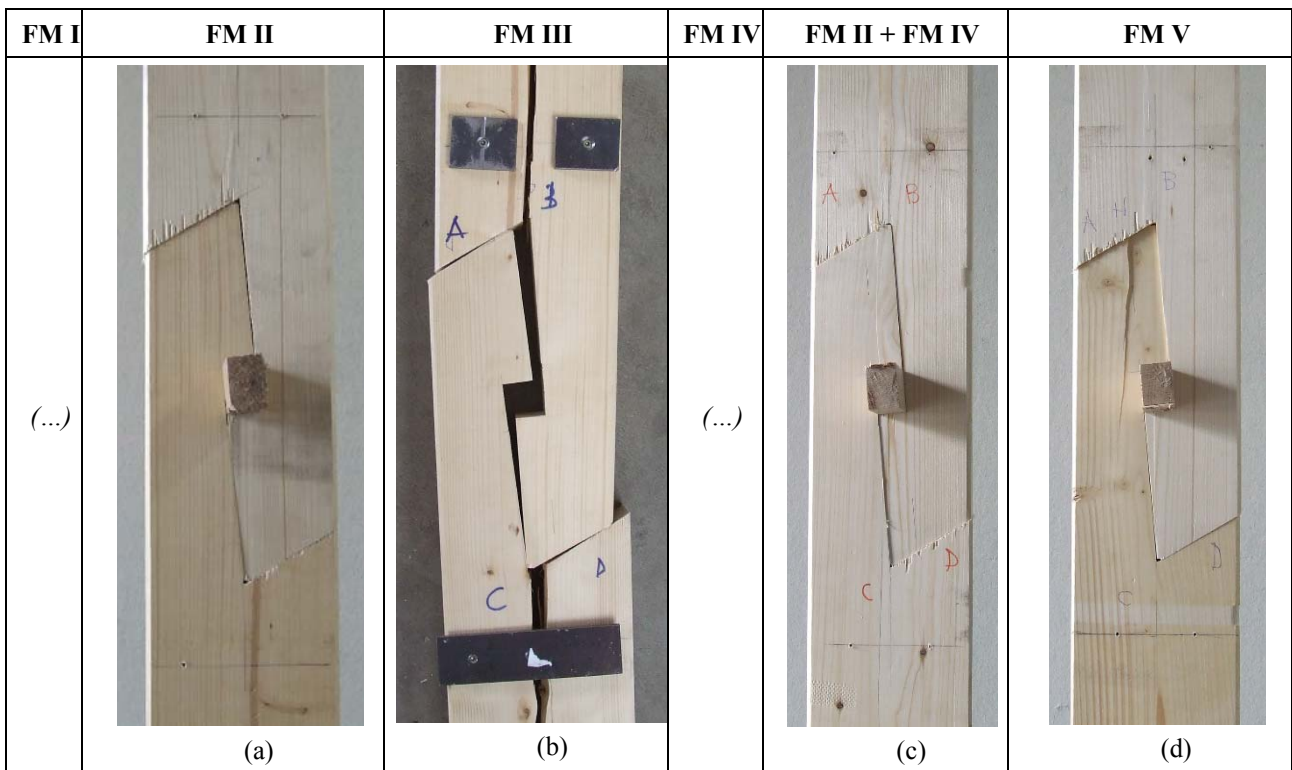 FM I FM II FM III FM IV FM II + FM IV FM V
A B A B A H B
(...) (...)
C D C D C D
(a) (b) (c) (d)